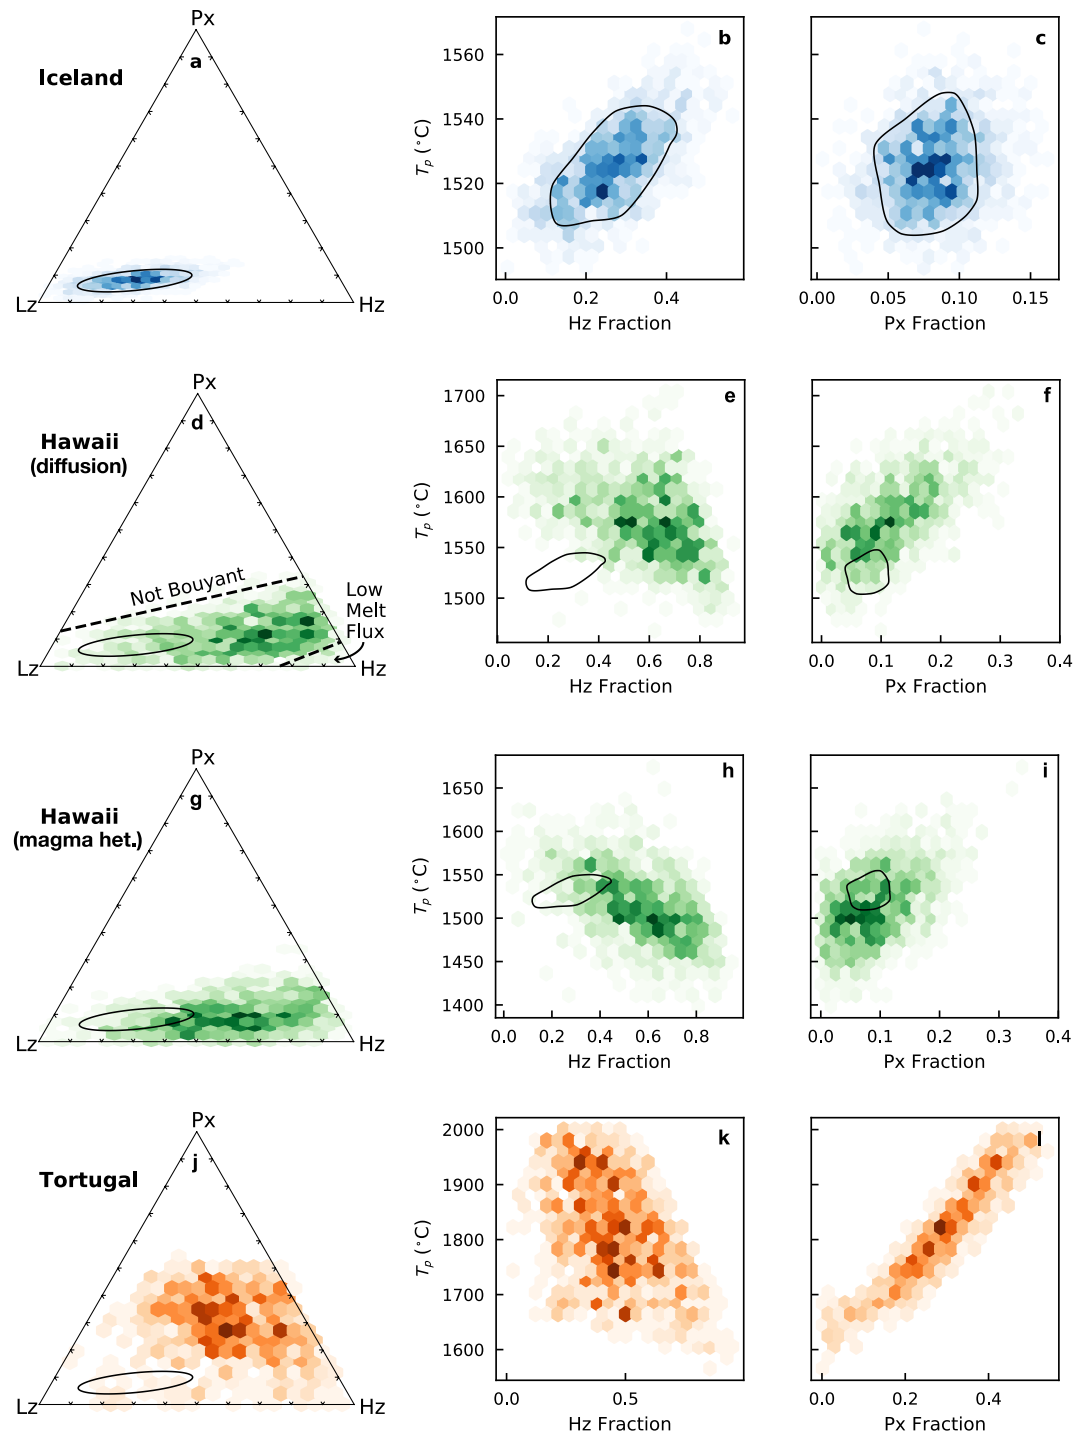 Px
a
Iceland
Lz
Hz
b
1560
1540
1520
1500
T_p (°C)
0.0
0.2
0.4
Hz Fraction
c
0.00
0.05
0.10
0.15
Px Fraction
Px
d
Hawaii
(diffusion)
Not Bouyant
Low
Melt
Flux
Lz
Hz
e
1700
1650
1600
1550
1500
T_p (°C)
0.0
0.2
0.4
0.6
0.8
Hz Fraction
f
0.0
0.1
0.2
0.3
0.4
Px Fraction
Px
g
Hawaii
(magma het.)
Lz
Hz
h
1650
1600
1550
1500
1450
1400
T_p (°C)
0.0
0.2
0.4
0.6
0.8
Hz Fraction
i
0.0
0.1
0.2
0.3
0.4
Px Fraction
Px
j
Tortugal
Lz
Hz
k
2000
1900
1800
1700
1600
T_p (°C)
0.0
0.5
Hz Fraction
l
0.0
0.2
0.4
Px Fraction